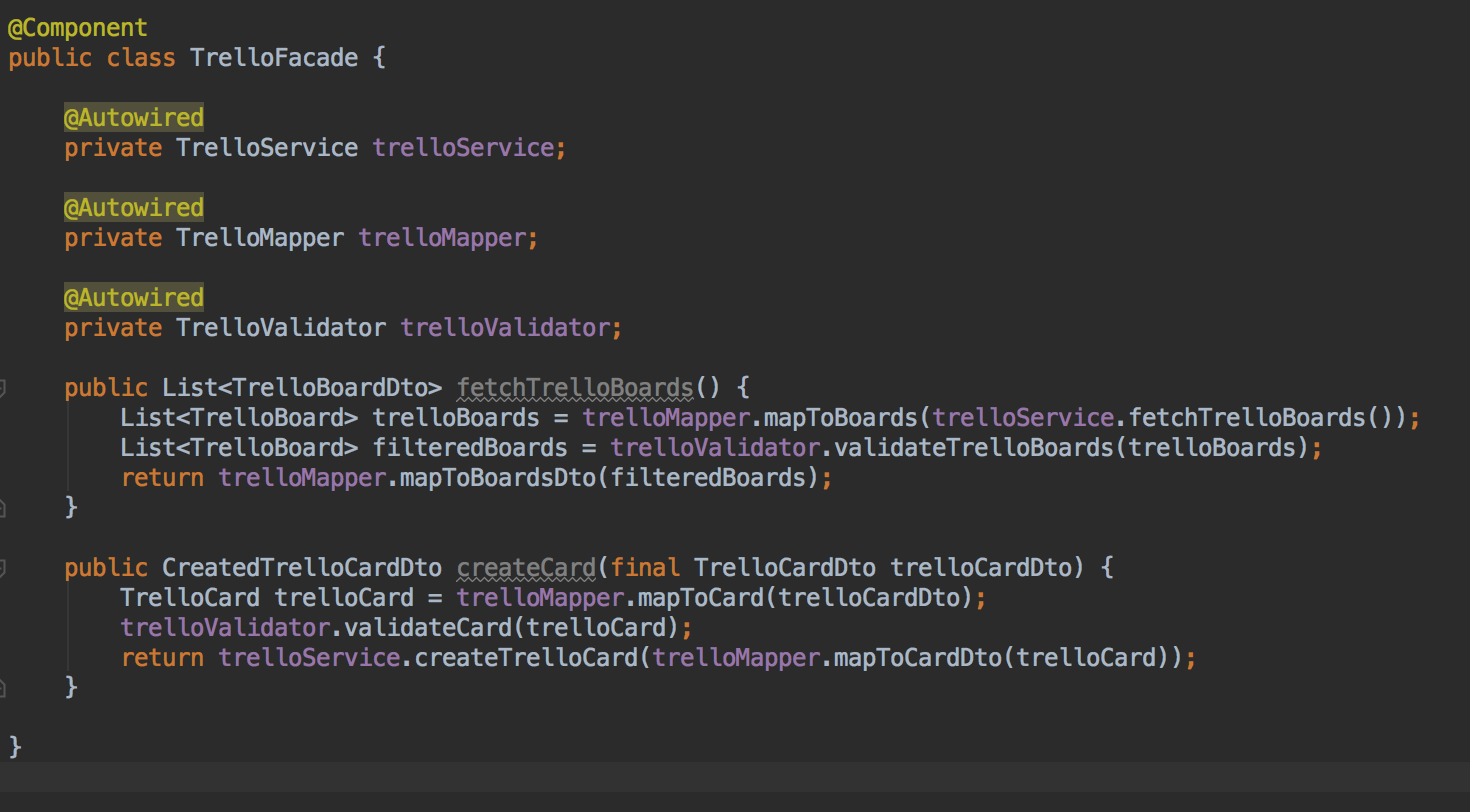 @Component
public class TrelloFacade {
@Autowired
private TrelloService trelloService;
@Autowired
private TrelloMapper trelloMapper;
@Autowired
private TrelloValidator trelloValidator;
public List<TrelloBoardDto> fetchTrelloBoards() {
List<TrelloBoard> trelloBoards = trelloMapper.mapToBoards(trelloService.fetchTrelloBoards());
List<TrelloBoard> filteredBoards = trelloValidator.validateTrelloBoards(trelloBoards);
return trelloMapper.mapToBoardsDto(filteredBoards);
}
public CreatedTrelloCardDto createCard(final TrelloCardDto trelloCardDto) {
TrelloCard trelloCard = trelloMapper.mapToCard(trelloCardDto);
trelloValidator.validateCard(trelloCard);
return trelloService.createTrelloCard(trelloMapper.mapToCardDto(trelloCard));
}
}